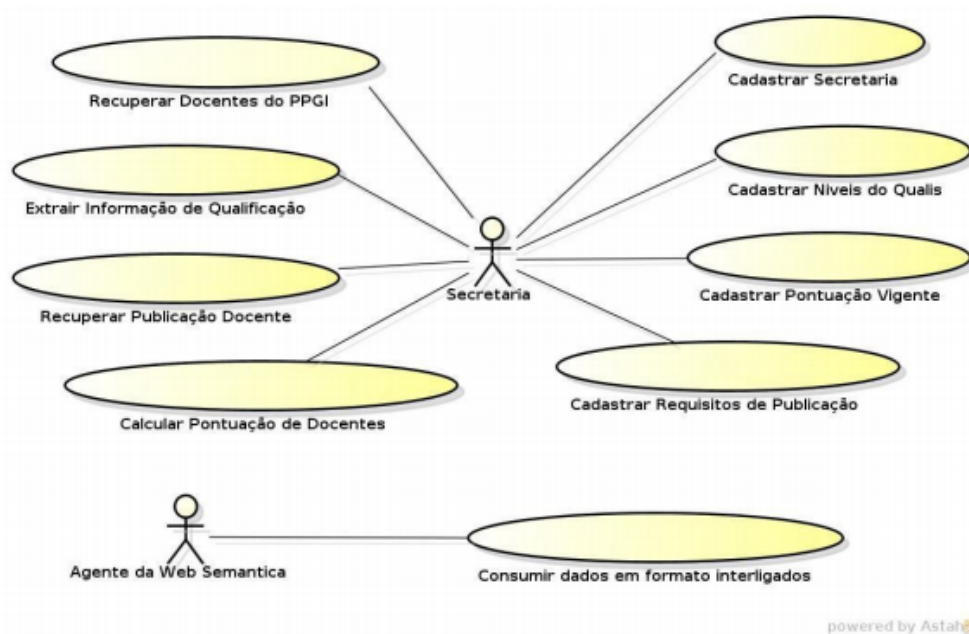 Recuperar Docentes do PPGI
Cadastrar Secretaria
Extrair Informação de Qualificação
Cadastrar Niveis do Qualis
Secretaria
Recuperar Publicação Docente
Cadastrar Pontuação Vigente
Calcular Pontuação de Docentes
Cadastrar Requisitos de Publicação
Agente da Web Semantica
Consumir dados em formato interligados
powered by Astah